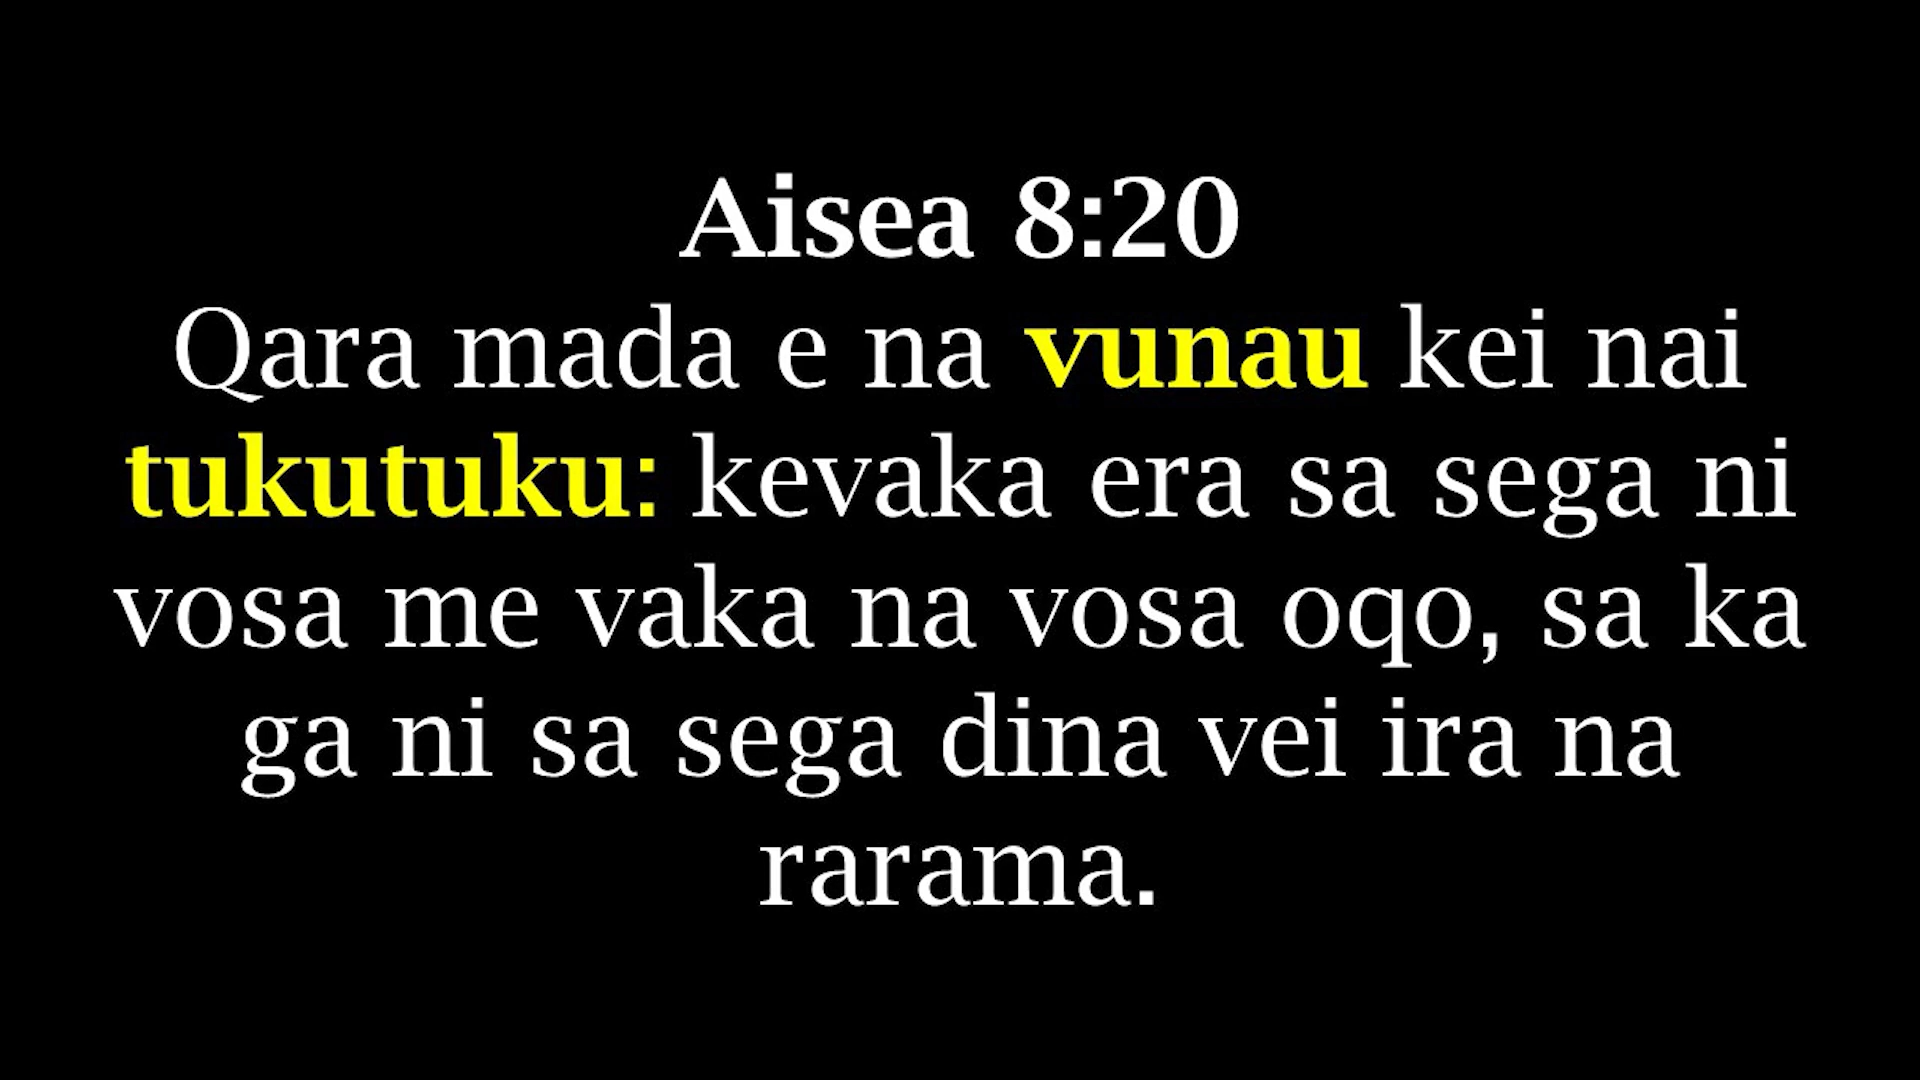 Aisea 8:20
Qara mada e na vunau kei nai
tukutuku: kevaka era sa sega ni
vosa me vaka na vosa oqo, sa ka
ga ni sa sega dina vei ira na
rarama.